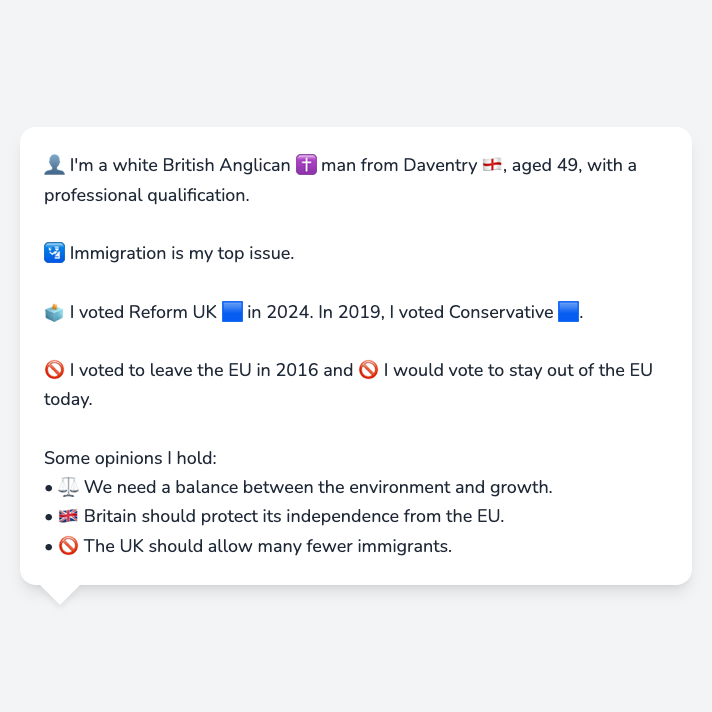 👤 I'm a white British Anglican ✝️ man from Daventry 🏴󠁧󠁢󠁥󠁮󠁧󠁿, aged 49, with a
professional qualification.
🛂 Immigration is my top issue.
🗳️ I voted Reform UK 🟦 in 2024. In 2019, I voted Conservative 🟦.
🚫 I voted to leave the EU in 2016 and 🚫 I would vote to stay out of the EU
today.
Some opinions I hold:
• ⚖️ We need a balance between the environment and growth.
• 🇬🇧 Britain should protect its independence from the EU.
• 🚫 The UK should allow many fewer immigrants.